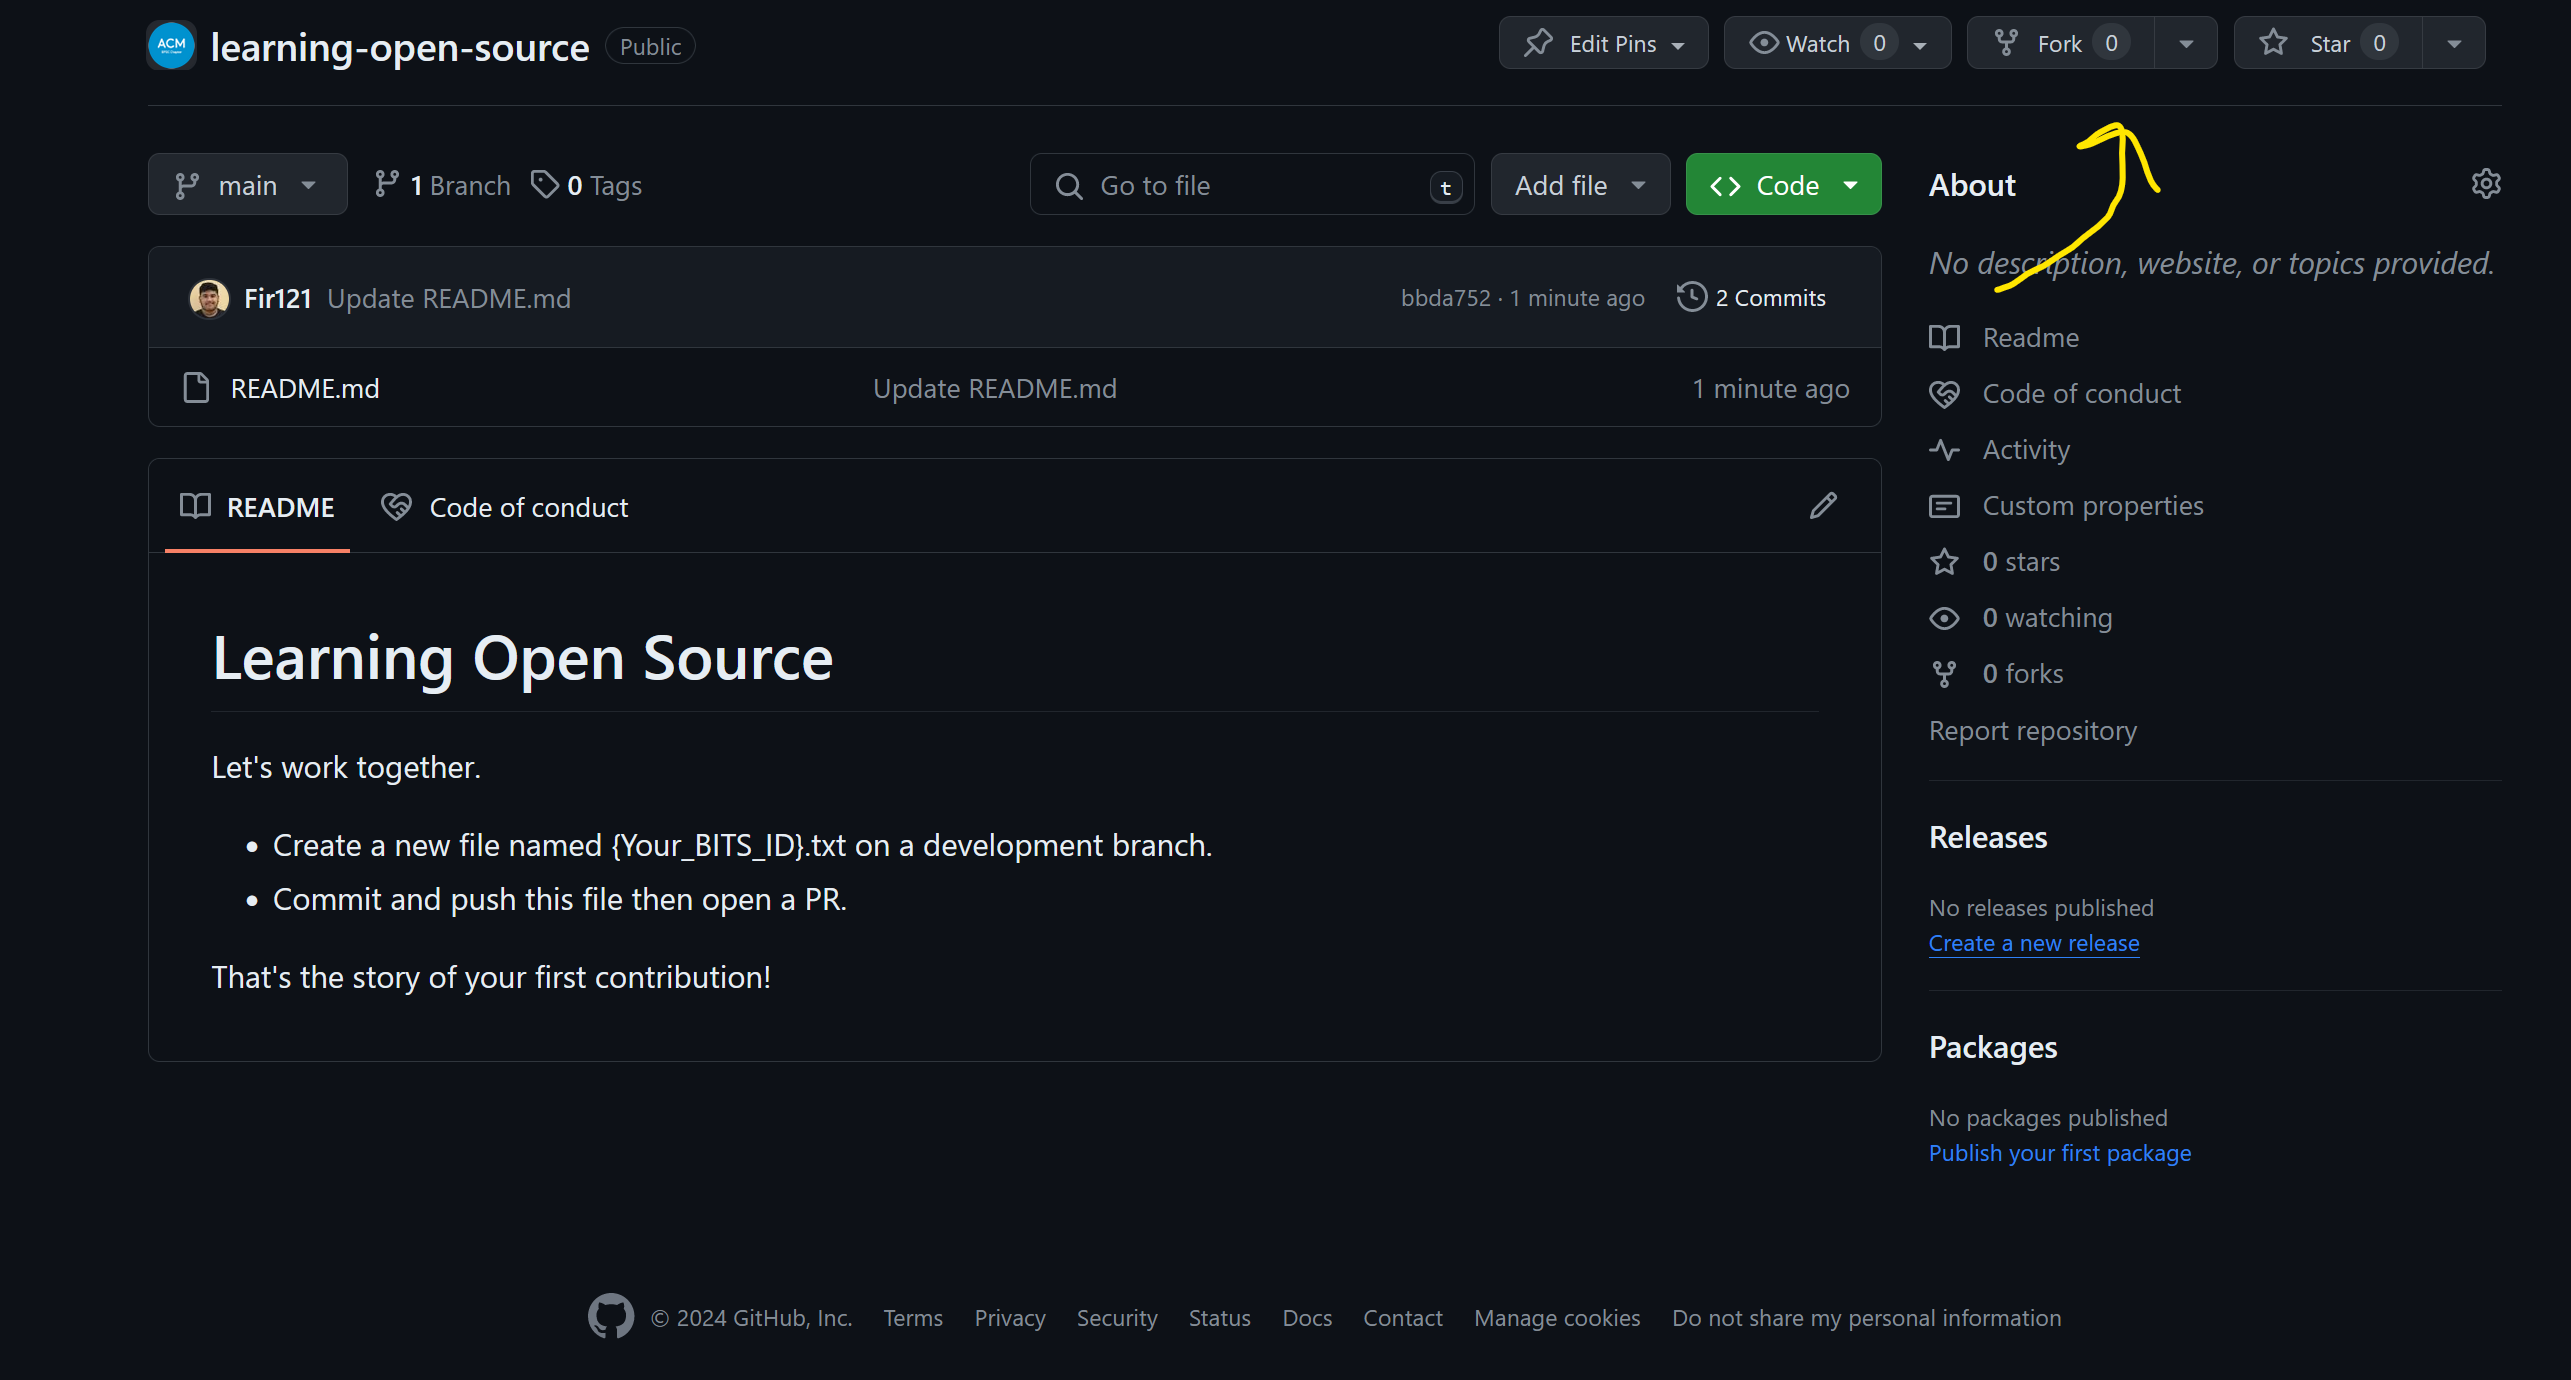 ACM
learning-open-source Public Edit Pins Watch 0 Fork 0 Star 0
main 1 Branch 0 Tags Go to file t Add file Code
About
No description, website, or topics provided.
Fir121 Update README.md bbda752 · 1 minute ago 2 Commits
README.md Update README.md 1 minute ago
Readme
Code of conduct
Activity
Custom properties
0 stars
0 watching
0 forks
Report repository
README Code of conduct
Learning Open Source
Let's work together.
• Create a new file named {Your_BITS_ID}.txt on a development branch.
• Commit and push this file then open a PR.
That's the story of your first contribution!
Releases
No releases published
Create a new release
Packages
No packages published
Publish your first package
© 2024 GitHub, Inc. Terms Privacy Security Status Docs Contact Manage cookies Do not share my personal information